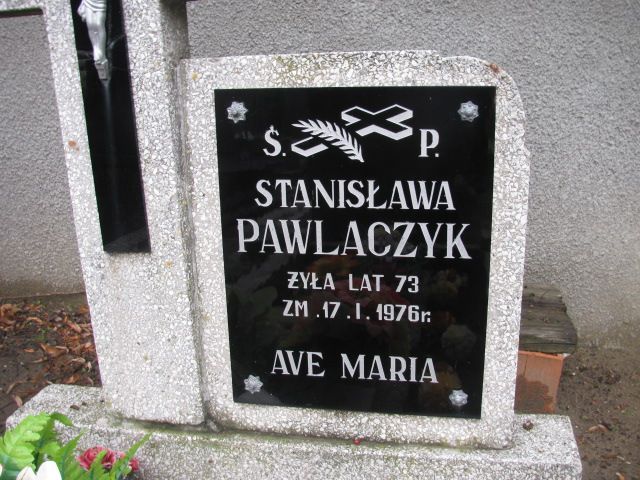 Ś. P.
STANISŁAWA
PAWLACZYK
ŻYŁA LAT 73
ZM. 17. I. 1976r.
AVE MARIA